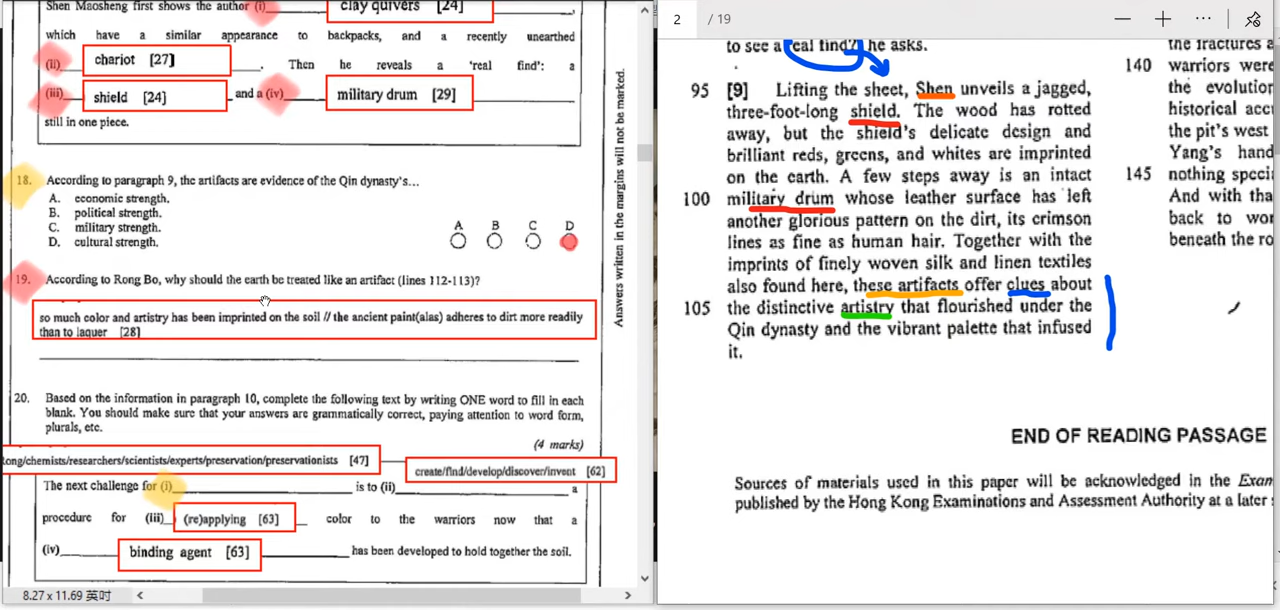 Shen Maosheng first shows the author (i) clay quivers [24],
which have a similar appearance to backpacks, and a recently unearthed
(ii) chariot [27]. Then he reveals a 'real find': a
(iii) shield [24] and a (iv) military drum [29]
still in one piece.
18. According to paragraph 9, the artifacts are evidence of the Qin dynasty's...
A. economic strength.
B. political strength.
C. military strength.
D. cultural strength.
A B C D
19. According to Rong Bo, why should the earth be treated like an artifact (lines 112-113)?
so much color and artistry has been imprinted on the soil // the ancient paint(alas) adheres to dirt more readily
than to laquer [28]
20. Based on the information in paragraph 10, complete the following text by writing ONE word to fill in each
blank. You should make sure that your answers are grammatically correct, paying attention to word form,
plurals, etc.
(4 marks)
/chemists/researchers/scientists/experts/preservation/preservationists [47]
create/find/develop/discover/invent [62]
The next challenge for (i) is to (ii) a
procedure for (iii) (re)applying [63] color to the warriors now that a
(iv) binding agent [63] has been developed to hold together the soil.
Answers written in the margins will not be marked.
8.27 x 11.69 英吋
2 / 19
to see a real find?" he asks.
95 [9] Lifting the sheet, Shen unveils a jagged,
three-foot-long shield. The wood has rotted
away, but the shield's delicate design and
brilliant reds, greens, and whites are imprinted
on the earth. A few steps away is an intact
100 military drum whose leather surface has left
another glorious pattern on the dirt, its crimson
lines as fine as human hair. Together with the
imprints of finely woven silk and linen textiles
also found here, these artifacts offer clues about
105 the distinctive artistry that flourished under the
Qin dynasty and the vibrant palette that infused
it.
the fractures a
140 warriors were
the evolution
historical acc
the pit's west
Yang's hand
145 nothing speci
And with tha
back to wor
beneath the ro
END OF READING PASSAGE
Sources of materials used in this paper will be acknowledged in the Exam
published by the Hong Kong Examinations and Assessment Authority at a later